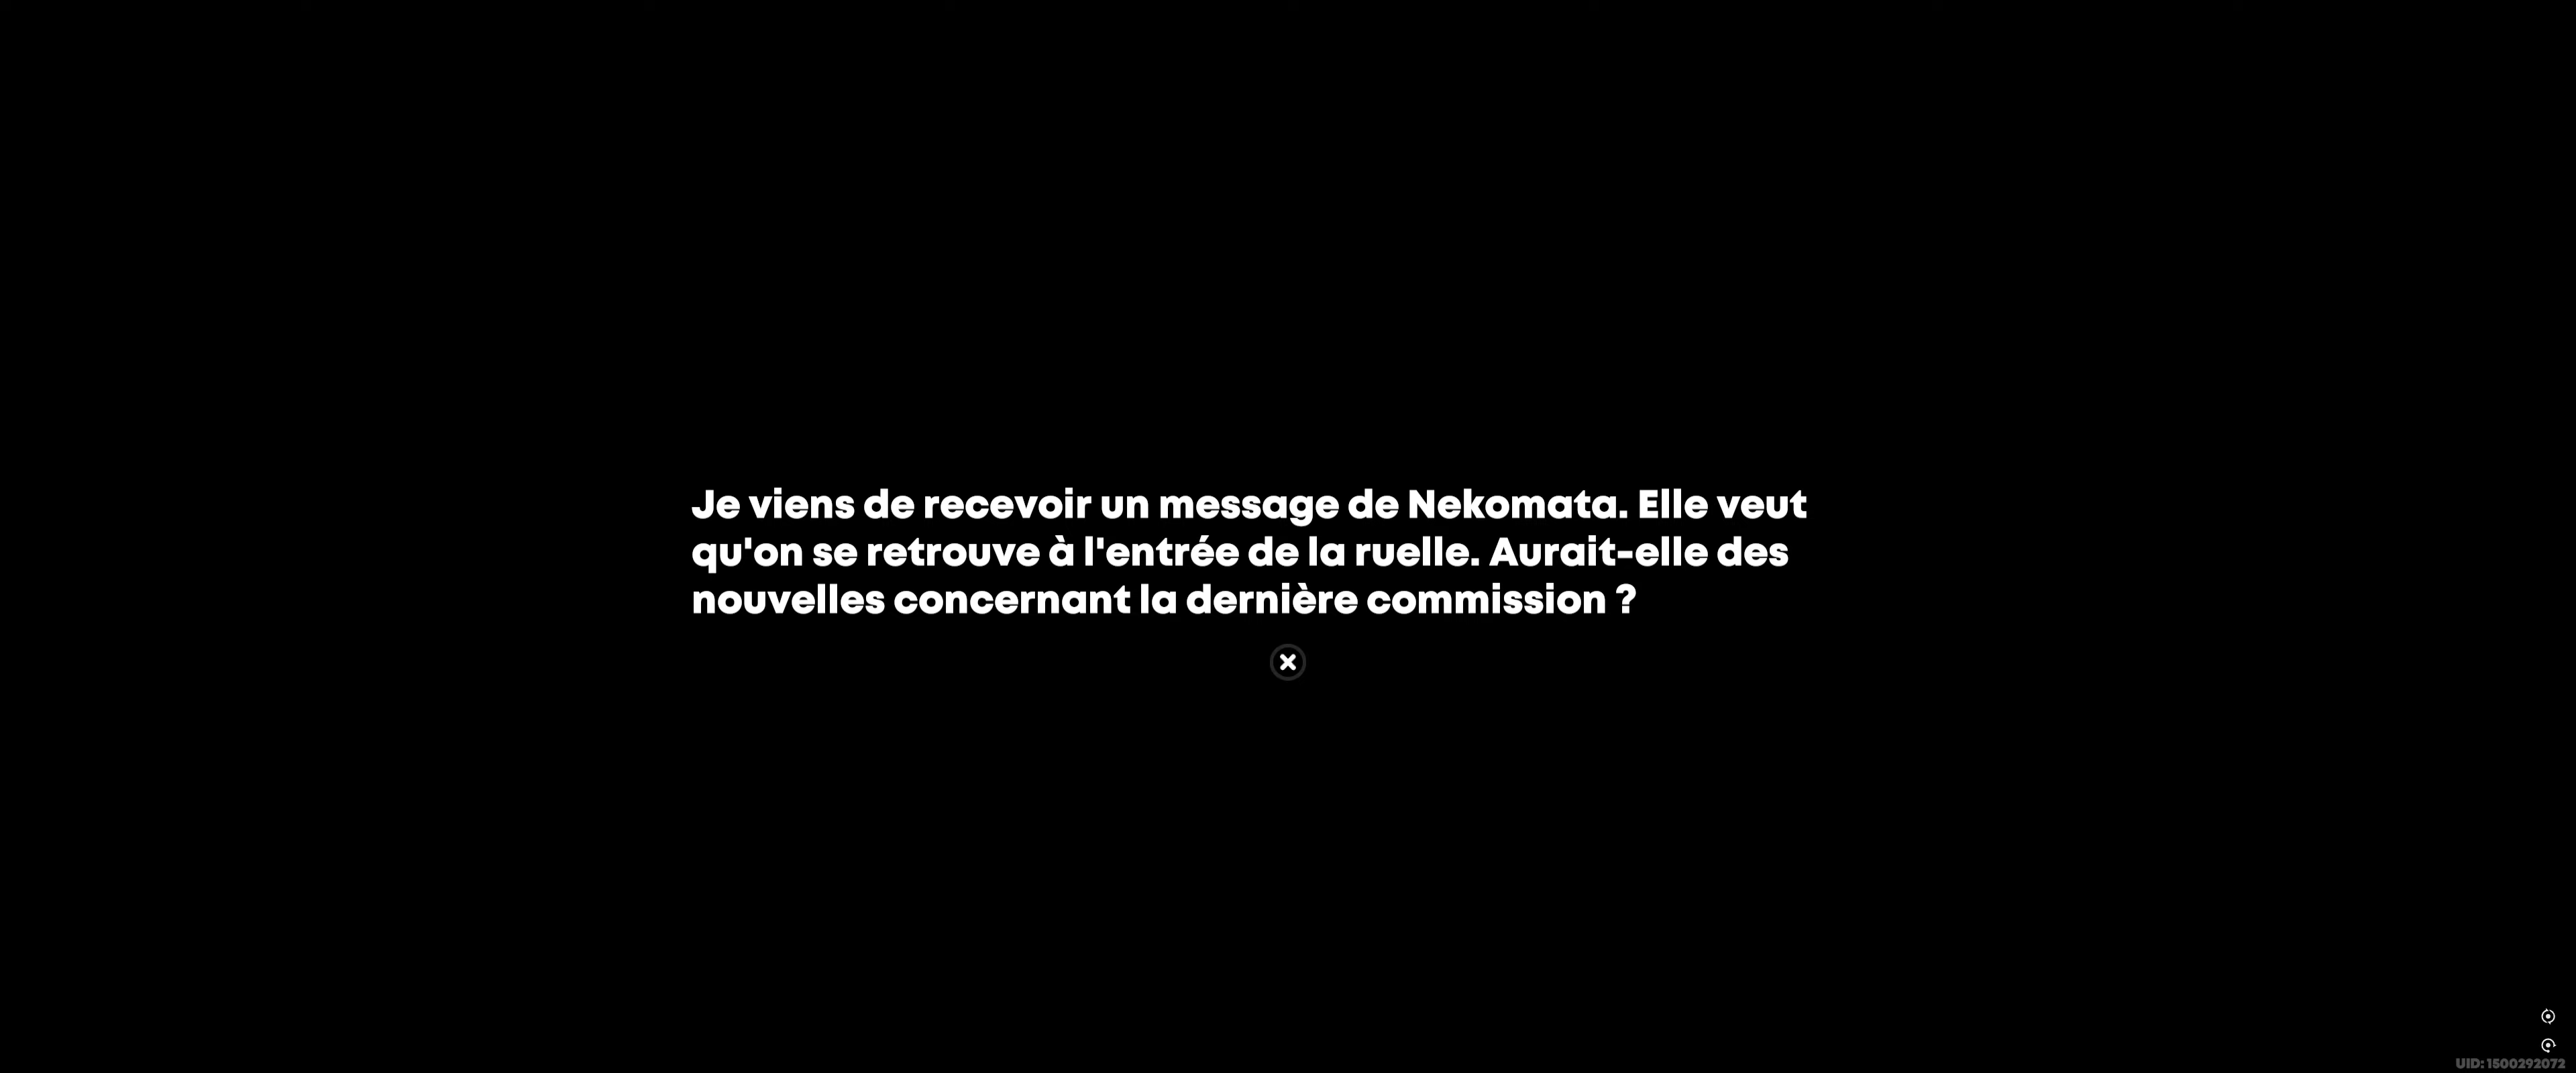 Je viens de recevoir un message de Nekomata. Elle veut
qu'on se retrouve à l'entrée de la ruelle. Aurait-elle des
nouvelles concernant la dernière commission ?
UID: 1500292072